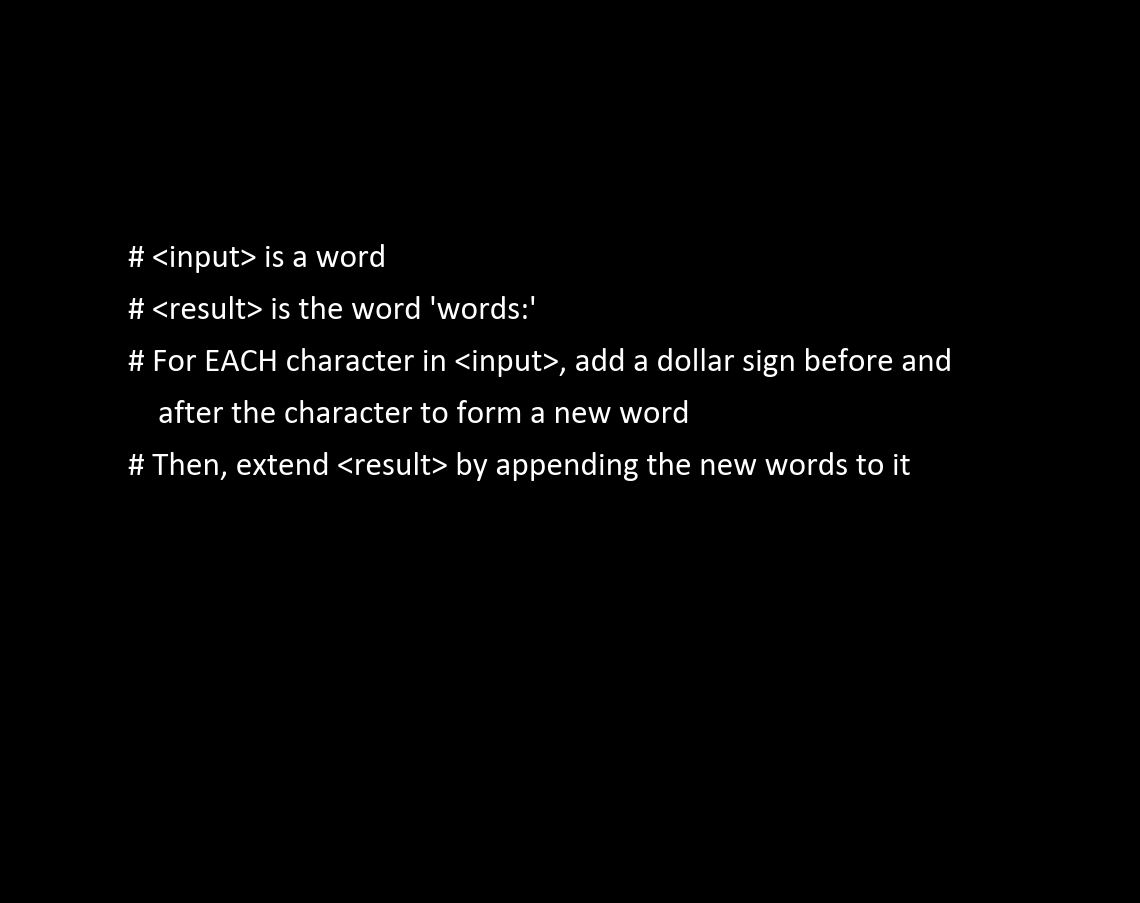 # <input> is a word
# <result> is the word 'words:'
# For EACH character in <input>, add a dollar sign before and
after the character to form a new word
# Then, extend <result> by appending the new words to it